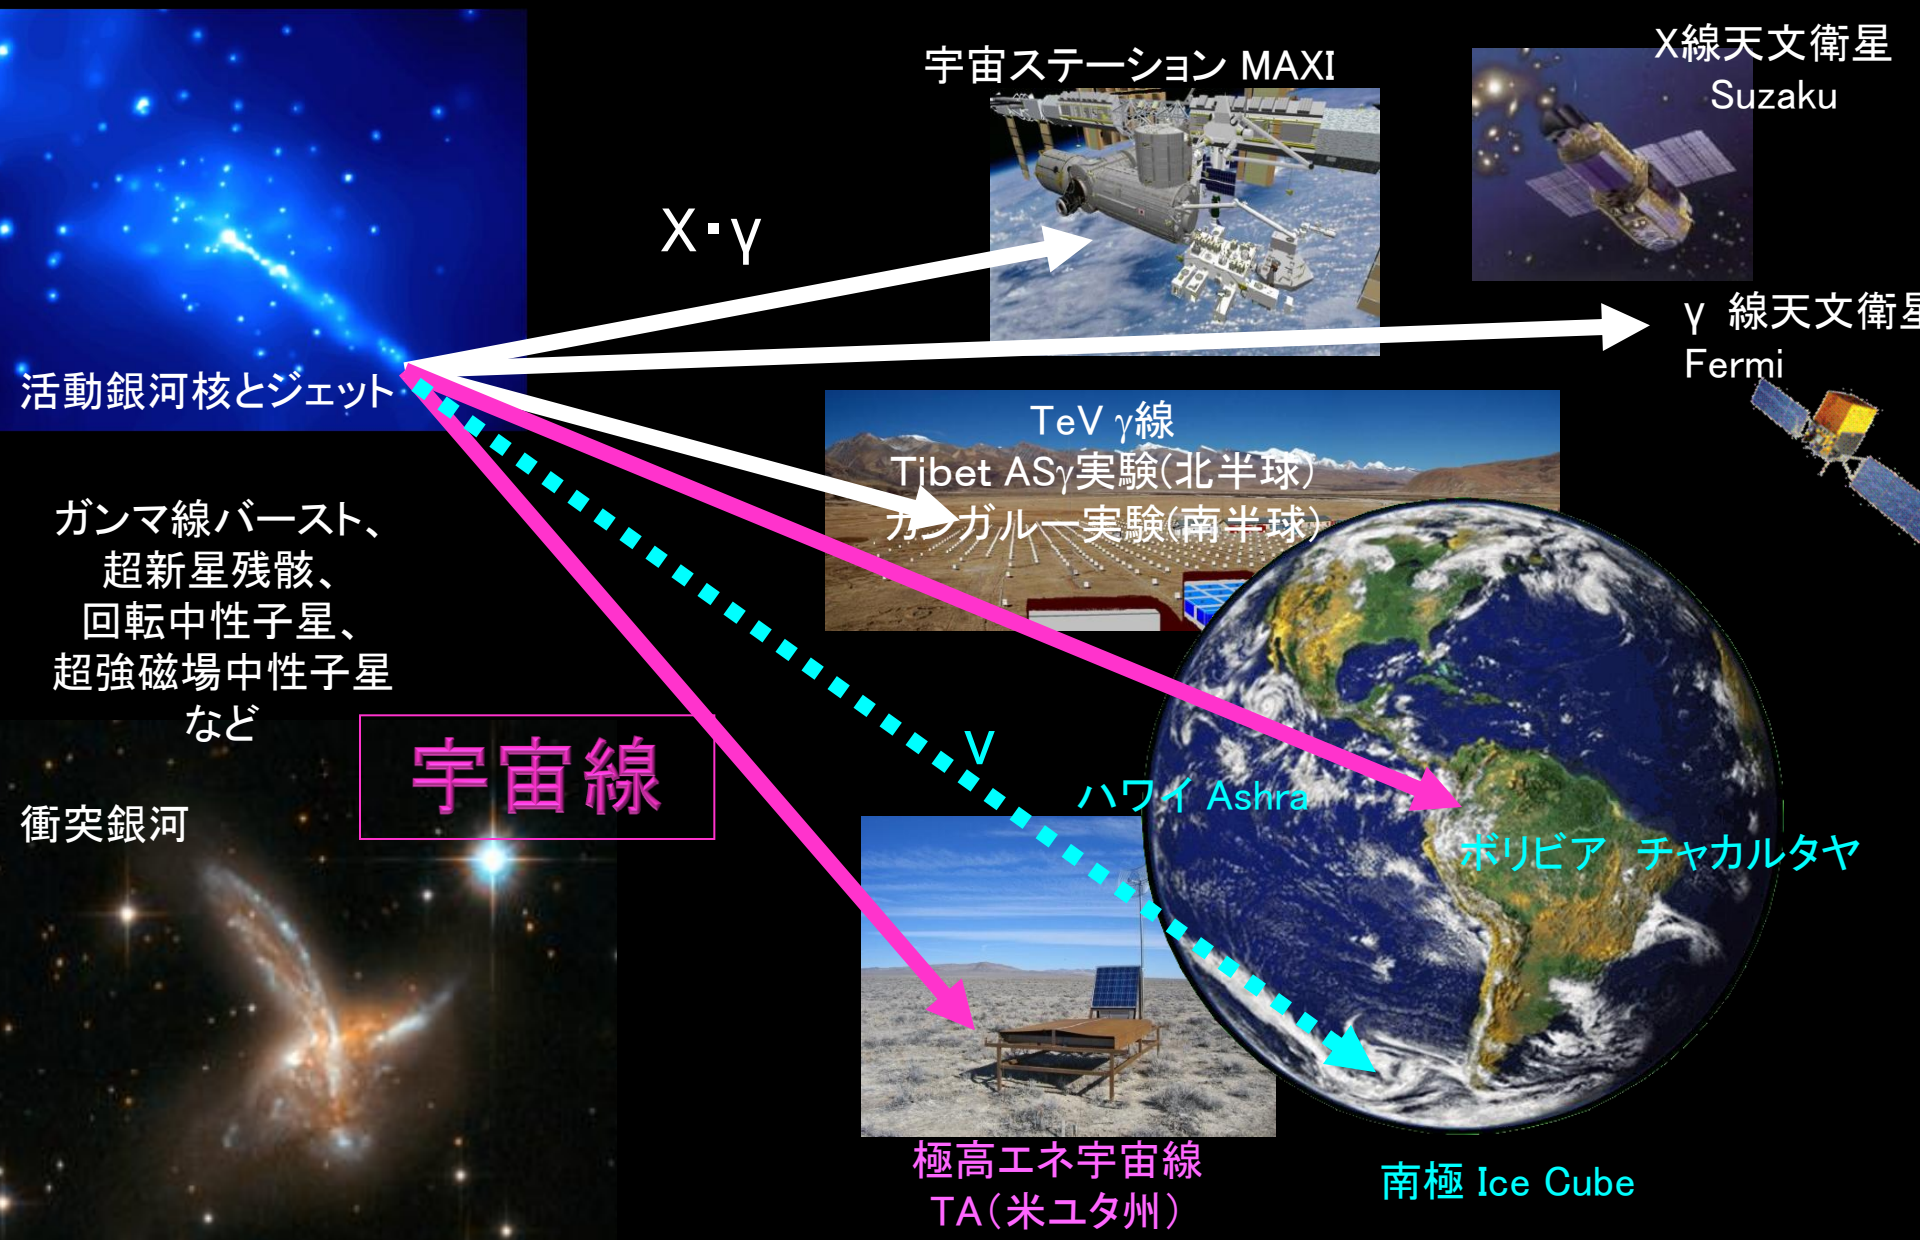 宇宙ステーション MAXI
X線天文衛星
Suzaku
X・γ
γ 線天文衛星
Fermi
活動銀河核とジェット
TeV γ線
Tibet ASγ実験(北半球)
カンガルー実験(南半球)
ガンマ線バースト、
超新星残骸、
回転中性子星、
超強磁場中性子星
など
宇宙線
ν
ハワイ Ashra
衝突銀河
ボリビア チャカルタヤ
極高エネ宇宙線
TA(米ユタ州)
南極 Ice Cube